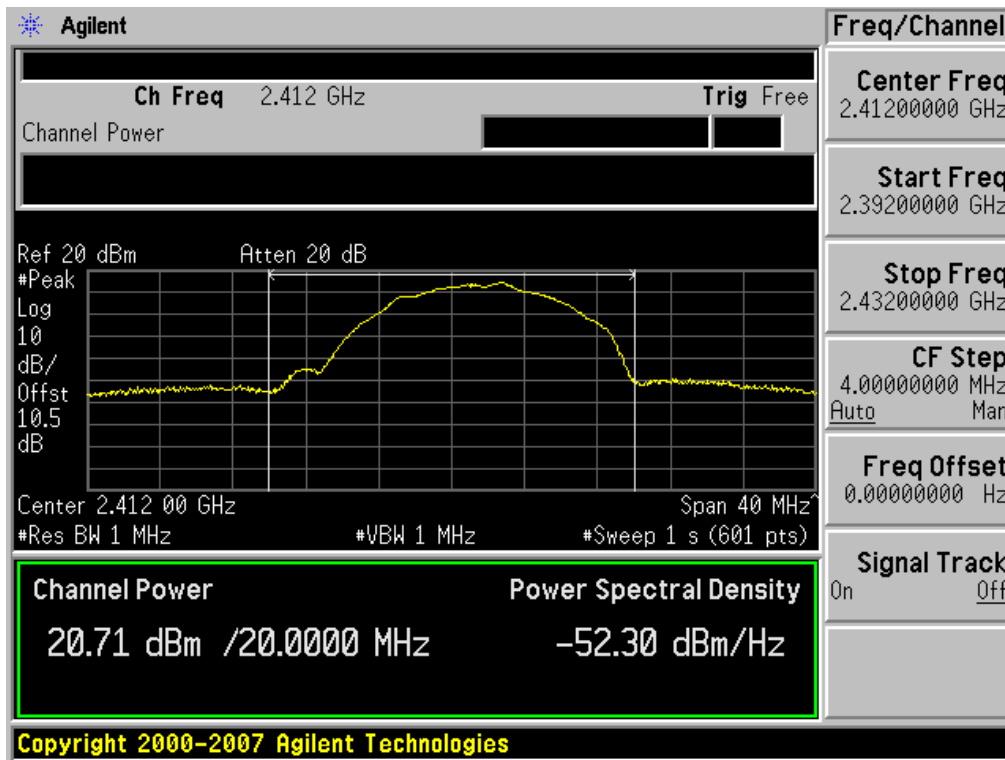 Agilent
Freq/Channel
Ch Freq 2.412 GHz Trig Free
Channel Power
Center Freq
2.41200000 GHz
Start Freq
2.39200000 GHz
Stop Freq
2.43200000 GHz
CF Step
4.00000000 MHz
Auto Man
Freq Offset
0.00000000 Hz
Signal Track
On Off
Ref 20 dBm Atten 20 dB
#Peak
Log
10
dB/
Offst
10.5
dB
Center 2.412 00 GHz Span 40 MHz^
#Res BW 1 MHz #VBW 1 MHz #Sweep 1 s (601 pts)
Channel Power Power Spectral Density
20.71 dBm /20.0000 MHz -52.30 dBm/Hz
Copyright 2000-2007 Agilent Technologies